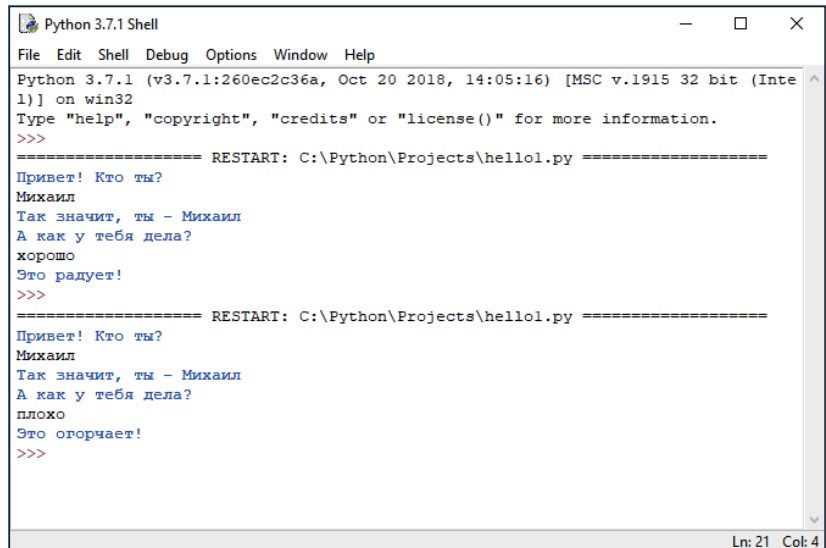 Python 3.7.1 Shell
File Edit Shell Debug Options Window Help
Python 3.7.1 (v3.7.1:260ec2c36a, Oct 20 2018, 14:05:16) [MSC v.1915 32 bit (Inte
l)] on win32
Type "help", "copyright", "credits" or "license()" for more information.
>>>
=================== RESTART: C:\Python\Projects\hello1.py ===================
Привет! Кто ты?
Михаил
Так значит, ты - Михаил
А как у тебя дела?
хорошо
Это радует!
>>>
=================== RESTART: C:\Python\Projects\hello1.py ===================
Привет! Кто ты?
Михаил
Так значит, ты - Михаил
А как у тебя дела?
плохо
Это огорчает!
>>>
Ln: 21 Col: 4